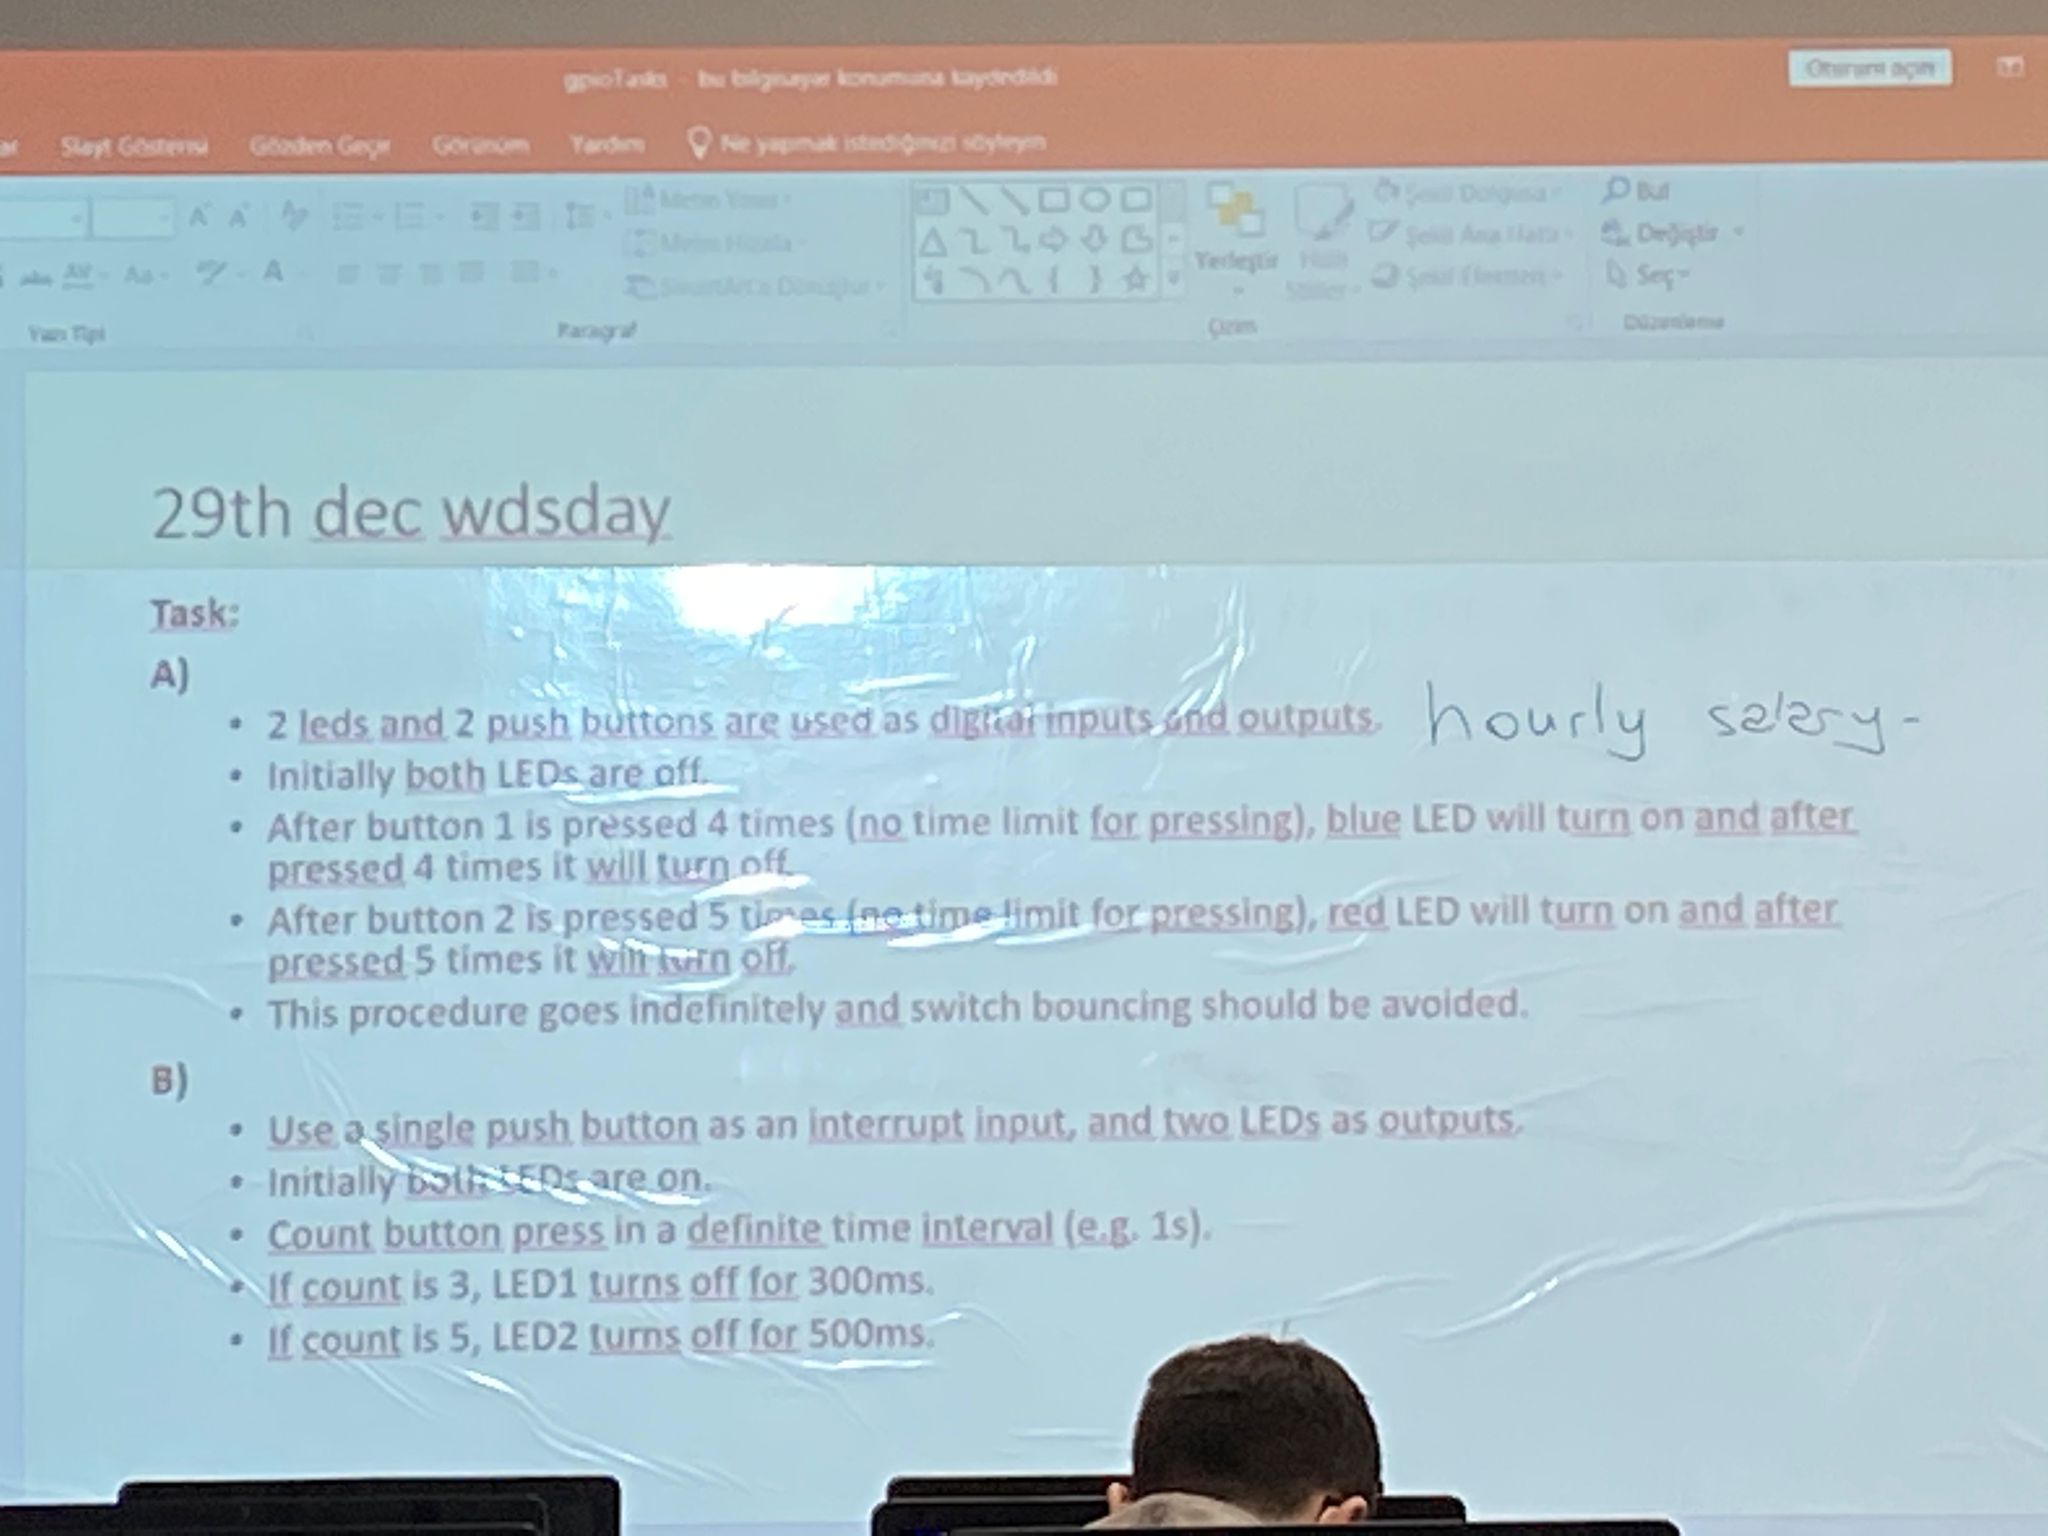 gpioTasks - bu bilgisayar konumuna kaydedildi
Oturum açın
Slayt Gösterisi Gözden Geçir Görünüm Yardım Ne yapmak istediğinizi söyleyin
Metin Yönü
Şekil Dolgusu
Bul
Metin Hizala
Şekil Ana Hattı
Değiştir
Yerleştir
SmartArt'a Dönüştür
Seç
Yazı Tipi
Paragraf
Çizim
Düzenleme
29th dec wdsday
Task:
A)
• 2 leds and 2 push buttons are used as digital inputs and outputs. hourly salary-
• Initially both LEDs are off.
• After button 1 is pressed 4 times (no time limit for pressing), blue LED will turn on and after
pressed 4 times it will turn off.
• After button 2 is pressed 5 times (no time limit for pressing), red LED will turn on and after
pressed 5 times it will turn off.
• This procedure goes indefinitely and switch bouncing should be avoided.
B)
• Use a single push button as an interrupt input, and two LEDs as outputs.
• Initially both LEDs are on.
• Count button press in a definite time interval (e.g. 1s).
• If count is 3, LED1 turns off for 300ms.
• If count is 5, LED2 turns off for 500ms.